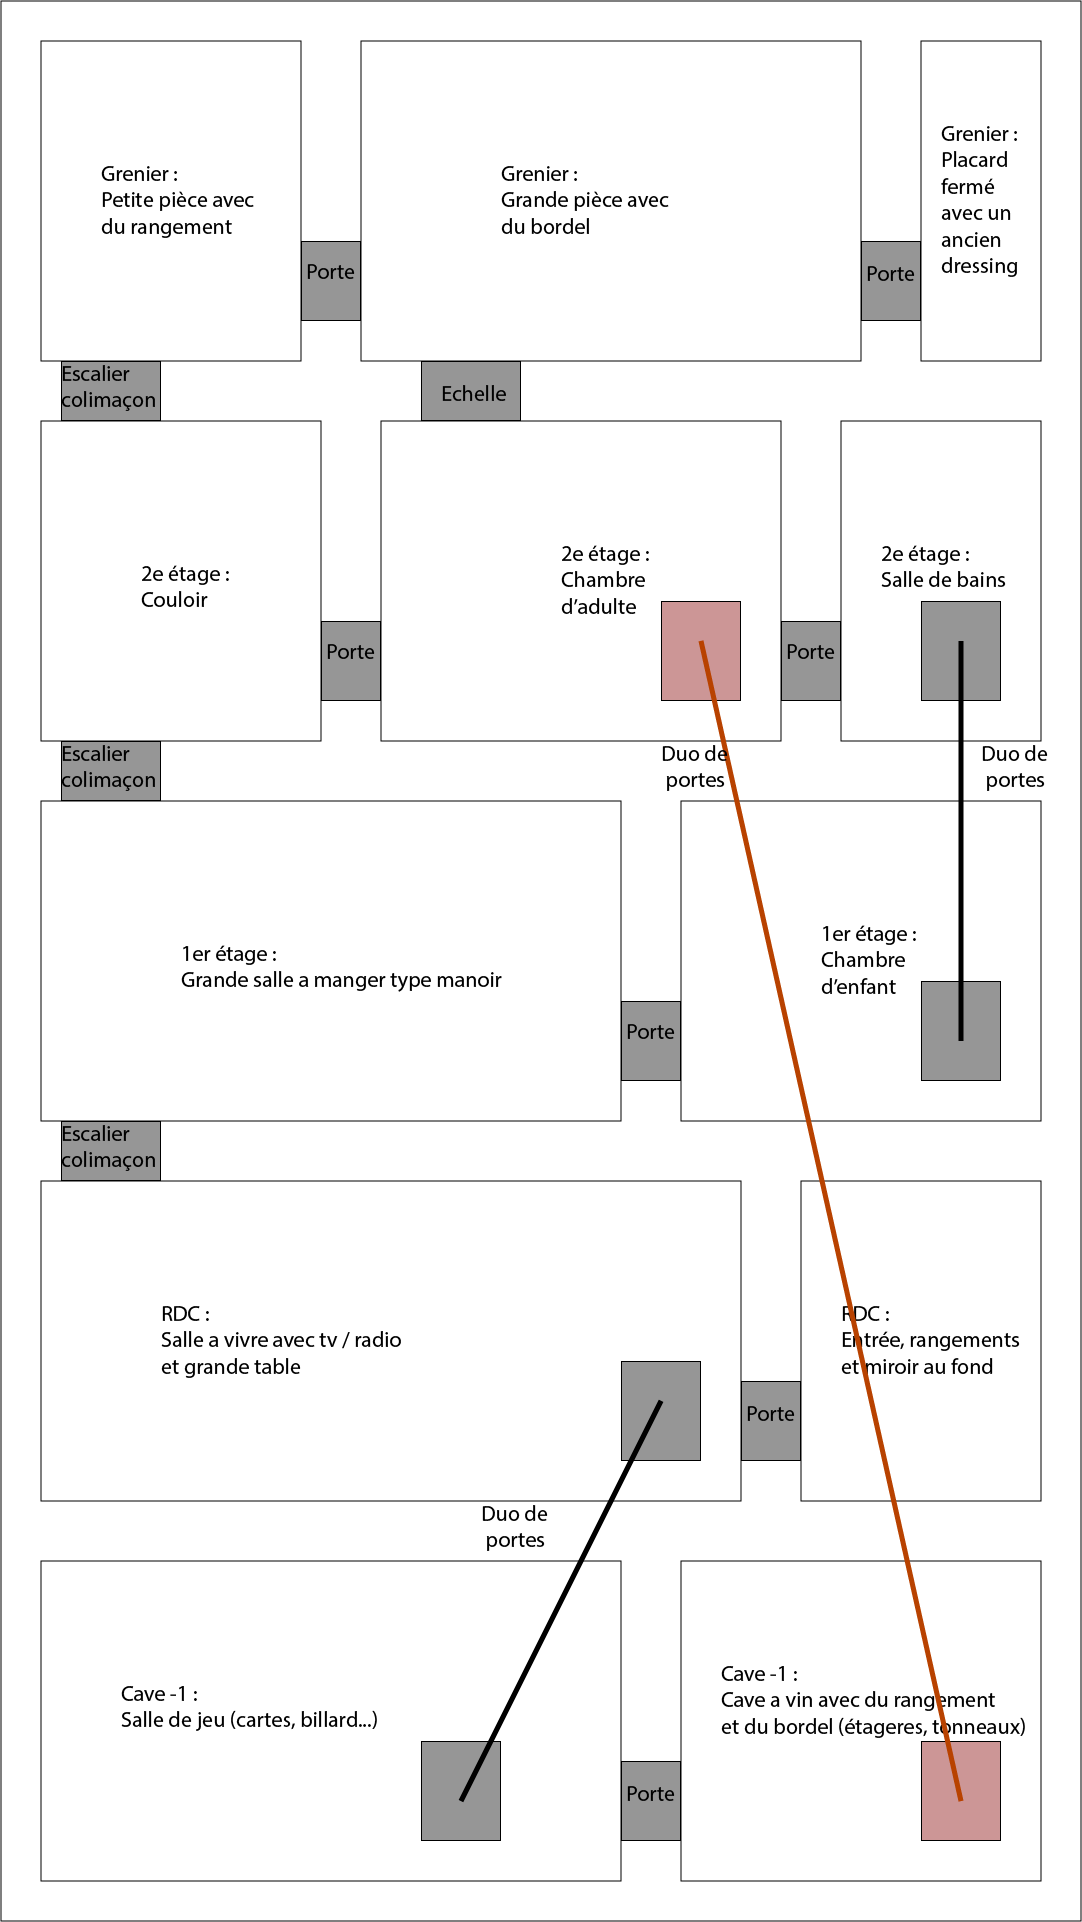 Grenier :
Petite pièce avec
du rangement
Porte
Grenier :
Grande pièce avec
du bordel
Porte
Grenier :
Placard
fermé
avec un
ancien
dressing
Escalier
colimaçon
Echelle
2e étage :
Couloir
Porte
2e étage :
Chambre
d’adulte
Porte
2e étage :
Salle de bains
Escalier
colimaçon
Duo de
portes
Duo de
portes
1er étage :
Grande salle a manger type manoir
Porte
1er étage :
Chambre
d’enfant
Escalier
colimaçon
RDC :
Salle a vivre avec tv / radio
et grande table
Porte
RDC :
Entrée, rangements
et miroir au fond
Duo de
portes
Cave -1 :
Salle de jeu (cartes, billard...)
Porte
Cave -1 :
Cave a vin avec du rangement
et du bordel (étageres, tonneaux)